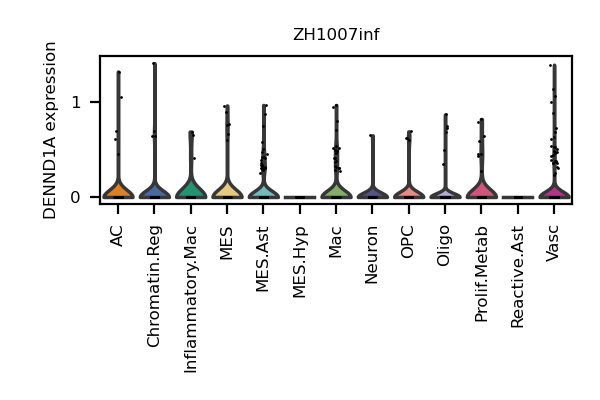 ZH1007inf
DENND1A expression
1
0
AC
Chromatin.Reg
Inflammatory.Mac
MES
MES.Ast
MES.Hyp
Mac
Neuron
OPC
Oligo
Prolif.Metab
Reactive.Ast
Vasc